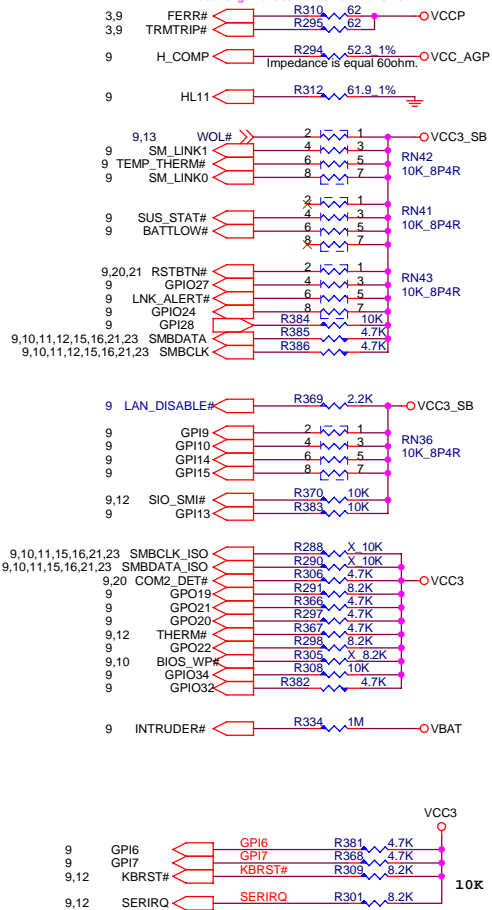 3,9 FERR# R310 62 VCCP
3,9 TRMTRIP# R295 62
9 H_COMP R294 52.3_1% VCC_AGP
Impedance is equal 60ohm.
9 HL11 R312 61.9_1%
9,13 WOL# 2 1 VCC3_SB
9 SM_LINK1 4 3 RN42
9 TEMP_THERM# 6 5 10K_8P4R
9 SM_LINK0 8 7
2 1
9 SUS_STAT# 4 3 RN41
9 BATTLOW# 6 5 10K_8P4R
8 7
9,20,21 RSTBTN# 2 1
9 GPIO27 4 3 RN43
9 LNK_ALERT# 6 5 10K_8P4R
9 GPIO24 8 7
9 GPI28 R384 10K
9,10,11,12,15,16,21,23 SMBDATA R385 4.7K
9,10,11,12,15,16,21,23 SMBCLK R386 4.7K
9 LAN_DISABLE# R369 2.2K VCC3_SB
9 GPI9 2 1
9 GPI10 4 3 RN36
9 GPI14 6 5 10K_8P4R
9 GPI15 8 7
9,12 SIO_SMI# R370 10K
9 GPI13 R383 10K
9,10,11,15,16,21,23 SMBCLK_ISO R288 X_10K
9,10,11,15,16,21,23 SMBDATA_ISO R290 X_10K
9,20 COM2_DET# R306 4.7K VCC3
9 GPO19 R291 8.2K
9 GPO21 R366 4.7K
9 GPO20 R297 4.7K
9,12 THERM# R367 4.7K
9 GPO22 R298 8.2K
9,10 BIOS_WP# R305 X_8.2K
9 GPIO34 R308 10K
9 GPIO32 R382 4.7K
9 INTRUDER# R334 1M VBAT
VCC3
9 GPI6 GPI6 R381 4.7K
9 GPI7 GPI7 R368 4.7K
9,12 KBRST# KBRST# R309 8.2K
10K
9,12 SERIRQ SERIRQ R301 8.2K